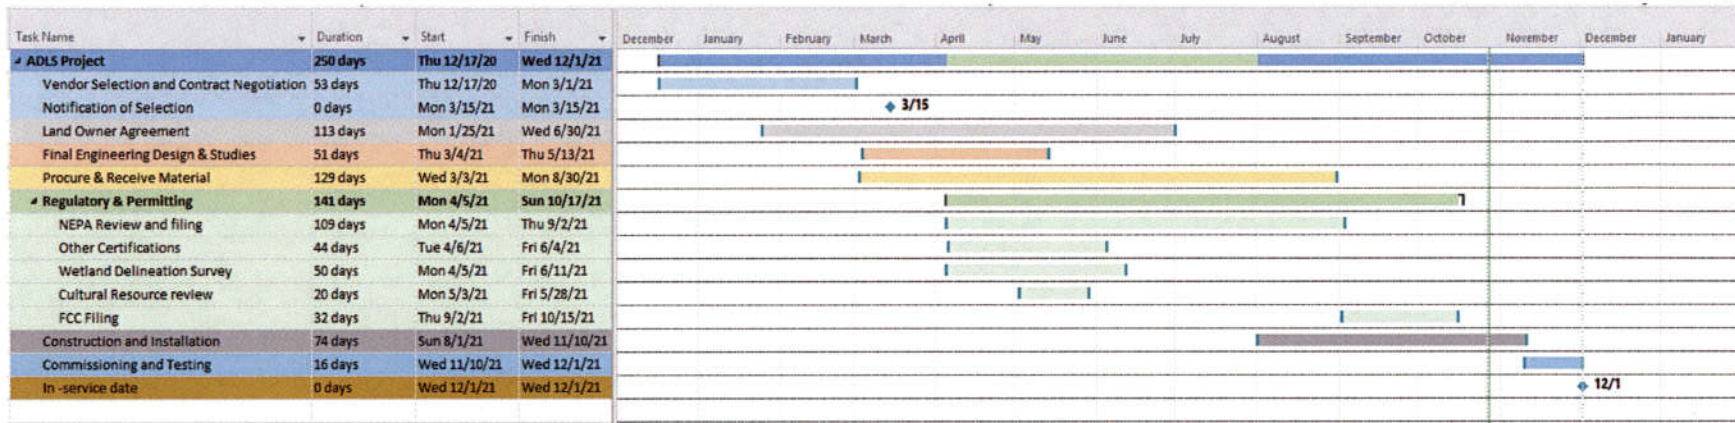 Task Name Duration Start Finish December January February March April May June July August September October November December January
ADLS Project 250 days Thu 12/17/20 Wed 12/1/21
Vendor Selection and Contract Negotiation 53 days Thu 12/17/20 Mon 3/1/21
Notification of Selection 0 days Mon 3/15/21 Mon 3/15/21 3/15
Land Owner Agreement 113 days Mon 1/25/21 Wed 6/30/21
Final Engineering Design & Studies 51 days Thu 3/4/21 Thu 5/13/21
Procure & Receive Material 129 days Wed 3/3/21 Mon 8/30/21
Regulatory & Permitting 141 days Mon 4/5/21 Sun 10/17/21
NEPA Review and filing 109 days Mon 4/5/21 Thu 9/2/21
Other Certifications 44 days Tue 4/6/21 Fri 6/4/21
Wetland Delineation Survey 50 days Mon 4/5/21 Fri 6/11/21
Cultural Resource review 20 days Mon 5/3/21 Fri 5/28/21
FCC Filing 32 days Thu 9/2/21 Fri 10/15/21
Construction and Installation 74 days Sun 8/1/21 Wed 11/10/21
Commissioning and Testing 16 days Wed 11/10/21 Wed 12/1/21
In -service date 0 days Wed 12/1/21 Wed 12/1/21 12/1